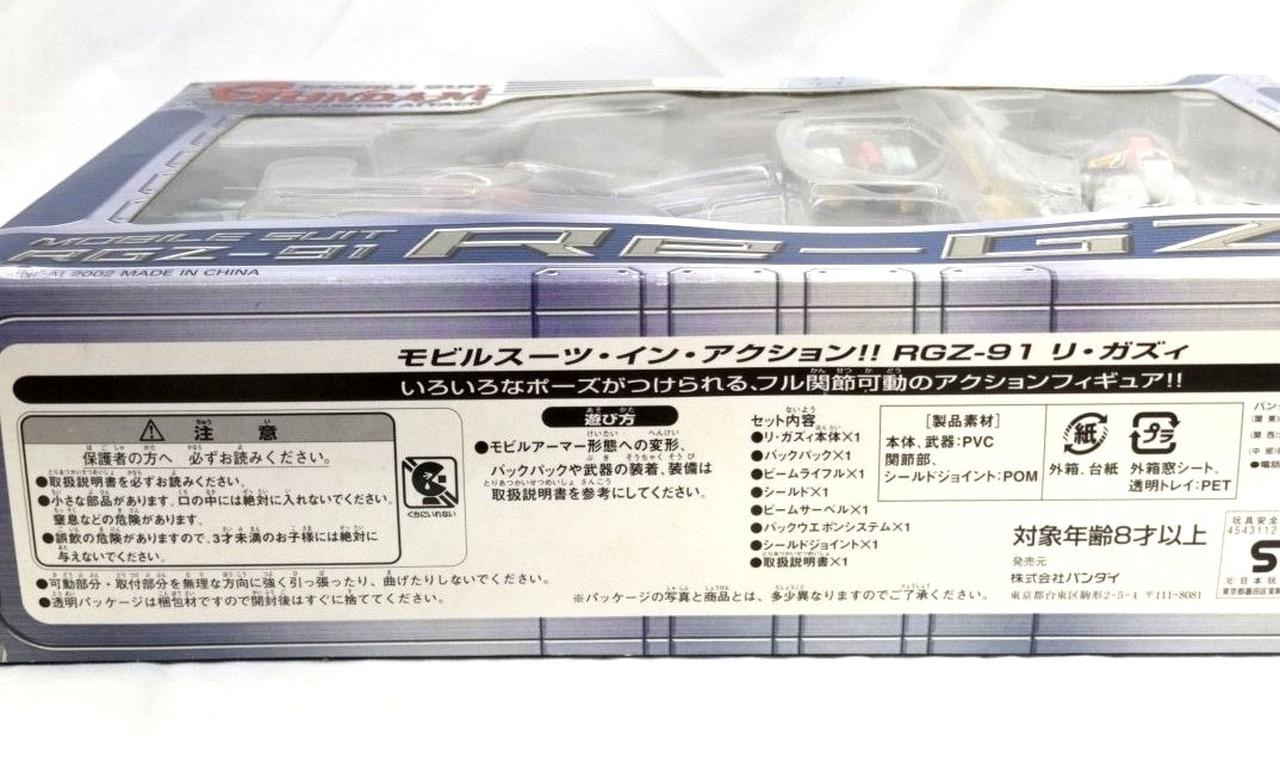 GUNDAM
MOBILE SUIT
RGZ-91
Re-GZ
2002 MADE IN CHINA
モビルスーツ・イン・アクション!! RGZ-91 リ・ガズィ
いろいろなポーズがつけられる、フル関節可動のアクションフィギュア!!
注意
保護者の方へ 必ずお読みください。
●取扱説明書を必ずお読みください。
●小さな部品があります。口の中には絶対に入れないでください。
窒息などの危険があります。
●誤飲の危険がありますので、3才未満のお子様には絶対に
与えないでください。
くちにいれない
●可動部分・取付部分を無理な方向に強く引っ張ったり、曲げたりしないでください。
●透明パッケージは梱包材ですので開封後はすぐに捨ててください。
遊び方
●モビルアーマー形態への変形、
バックパックや武器の装着、装備は
取扱説明書を参考にしてください。
セット内容
●リ・ガズィ本体×1
●バックパック×1
●ビームライフル×1
●シールド×1
●ビームサーベル×1
●バックウエポンシステム×1
●シールドジョイント×1
●取扱説明書×1
※パッケージの写真と商品とは、多少異なりますのでご了承ください。
[製品素材]
本体、武器:PVC
関節部、
シールドジョイント:POM
紙
外箱、台紙
プラ
外箱窓シート、
透明トレイ:PET
対象年齢8才以上
発売元
株式会社バンダイ
東京都台東区駒形2-5-4 〒111-8081
玩具安全
4543112